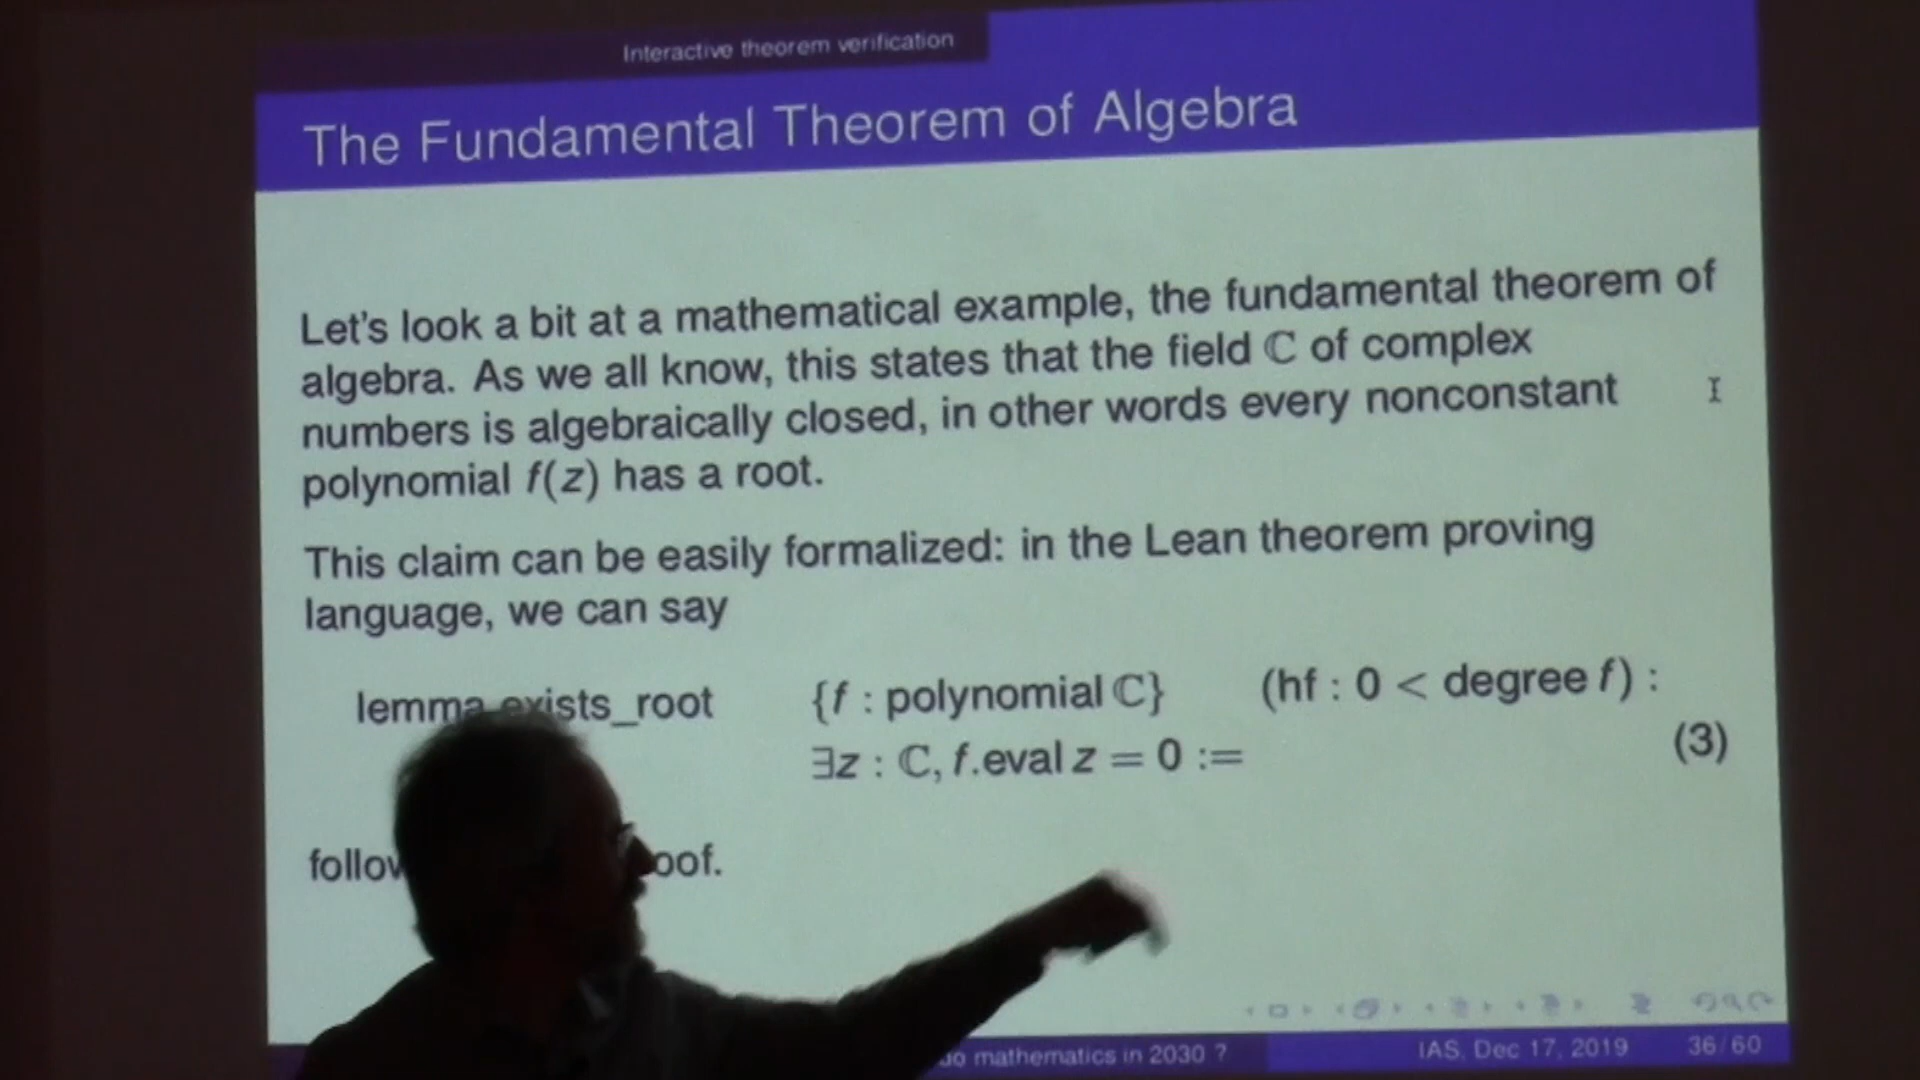 Interactive theorem verification
The Fundamental Theorem of Algebra
Let's look a bit at a mathematical example, the fundamental theorem of
algebra. As we all know, this states that the field ℂ of complex
numbers is algebraically closed, in other words every nonconstant
polynomial f(z) has a root.
This claim can be easily formalized: in the Lean theorem proving
language, we can say
lemma exists_root {f : polynomial ℂ} (hf : 0 < degree f) :
∃z : ℂ, f.eval z = 0 :=
(3)
mathematics in 2030 ? IAS, Dec 17, 2019 36/60